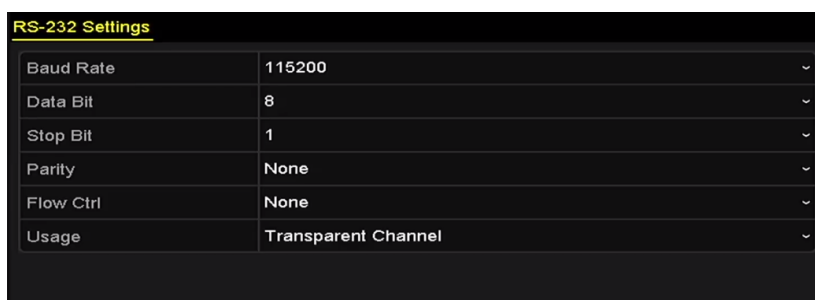 RS-232 Settings
Baud Rate 115200
Data Bit 8
Stop Bit 1
Parity None
Flow Ctrl None
Usage Transparent Channel